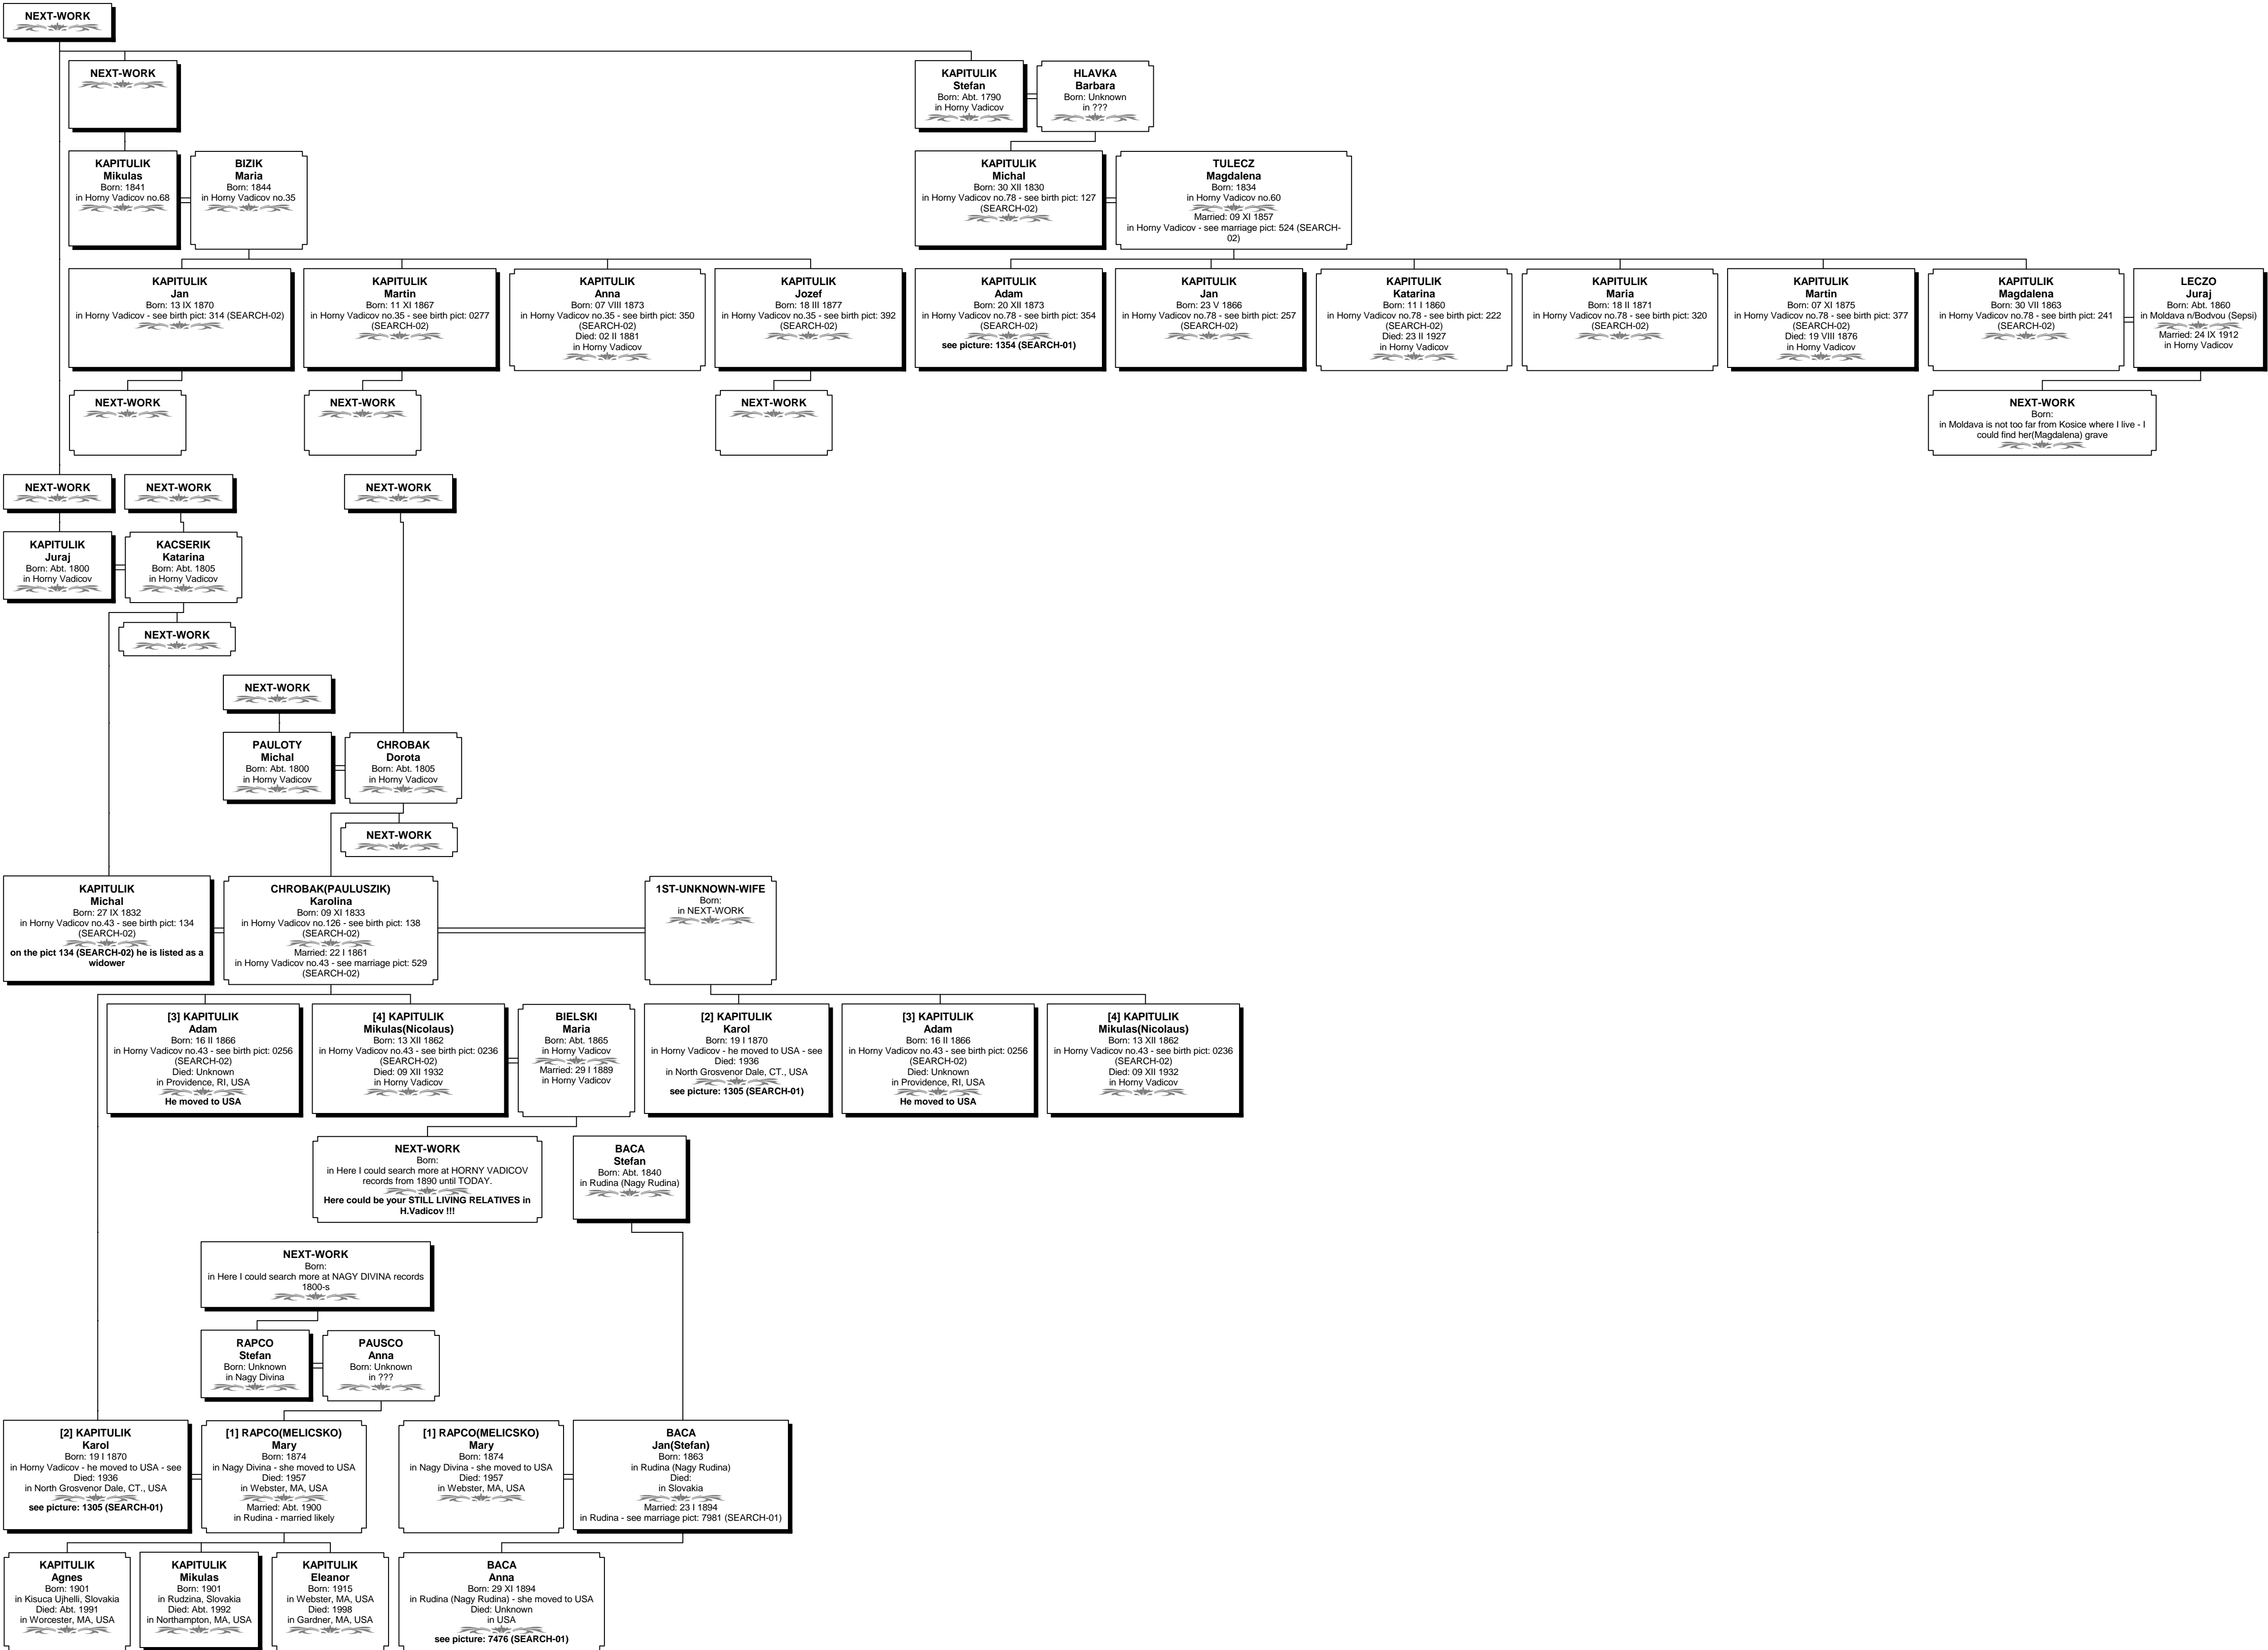 NEXT-WORK
NEXT-WORK
KAPITULIK
Stefan
Born: Abt. 1790
in Horny Vadicov
HLAVKA
Barbara
Born: Unknown
in ???
KAPITULIK
Mikulas
Born: 1841
in Horny Vadicov no.68
BIZIK
Maria
Born: 1844
in Horny Vadicov no.35
KAPITULIK
Michal
Born: 30 XII 1830
in Horny Vadicov no.78 - see birth pict: 127
(SEARCH-02)
TULECZ
Magdalena
Born: 1834
in Horny Vadicov no.60
Married: 09 XI 1857
in Horny Vadicov - see marriage pict: 524 (SEARCH-
02)
KAPITULIK
Jan
Born: 13 IX 1870
in Horny Vadicov - see birth pict: 314 (SEARCH-02)
KAPITULIK
Martin
Born: 11 XI 1867
in Horny Vadicov no.35 - see birth pict: 0277
(SEARCH-02)
KAPITULIK
Anna
Born: 07 VIII 1873
in Horny Vadicov no.35 - see birth pict: 350
(SEARCH-02)
Died: 02 II 1881
in Horny Vadicov
KAPITULIK
Jozef
Born: 18 III 1877
in Horny Vadicov no.35 - see birth pict: 392
(SEARCH-02)
KAPITULIK
Adam
Born: 20 XII 1873
in Horny Vadicov no.78 - see birth pict: 354
(SEARCH-02)
see picture: 1354 (SEARCH-01)
KAPITULIK
Jan
Born: 23 V 1866
in Horny Vadicov no.78 - see birth pict: 257
(SEARCH-02)
KAPITULIK
Katarina
Born: 11 I 1860
in Horny Vadicov no.78 - see birth pict: 222
(SEARCH-02)
Died: 23 II 1927
in Horny Vadicov
KAPITULIK
Maria
Born: 18 II 1871
in Horny Vadicov no.78 - see birth pict: 320
(SEARCH-02)
KAPITULIK
Martin
Born: 07 XI 1875
in Horny Vadicov no.78 - see birth pict: 377
(SEARCH-02)
Died: 19 VIII 1876
in Horny Vadicov
KAPITULIK
Magdalena
Born: 30 VII 1863
in Horny Vadicov no.78 - see birth pict: 241
(SEARCH-02)
LECZO
Juraj
Born: Abt. 1860
in Moldava n/Bodvou (Sepsi)
Married: 24 IX 1912
in Horny Vadicov
NEXT-WORK
NEXT-WORK
NEXT-WORK
NEXT-WORK
Born:
in Moldava is not too far from Kosice where I live - I
could find her(Magdalena) grave
NEXT-WORK
NEXT-WORK
NEXT-WORK
KAPITULIK
Juraj
Born: Abt. 1800
in Horny Vadicov
KACSERIK
Katarina
Born: Abt. 1805
in Horny Vadicov
NEXT-WORK
NEXT-WORK
PAULOTY
Michal
Born: Abt. 1800
in Horny Vadicov
CHROBAK
Dorota
Born: Abt. 1805
in Horny Vadicov
NEXT-WORK
KAPITULIK
Michal
Born: 27 IX 1832
in Horny Vadicov no.43 - see birth pict: 134
(SEARCH-02)
on the pict 134 (SEARCH-02) he is listed as a
widower
CHROBAK(PAULUSZIK)
Karolina
Born: 09 XI 1833
in Horny Vadicov no.126 - see birth pict: 138
(SEARCH-02)
Married: 22 I 1861
in Horny Vadicov no.43 - see marriage pict: 529
(SEARCH-02)
1ST-UNKNOWN-WIFE
Born:
in NEXT-WORK
[3] KAPITULIK
Adam
Born: 16 II 1866
in Horny Vadicov no.43 - see birth pict: 0256
(SEARCH-02)
Died: Unknown
in Providence, RI, USA
He moved to USA
[4] KAPITULIK
Mikulas(Nicolaus)
Born: 13 XII 1862
in Horny Vadicov no.43 - see birth pict: 0236
(SEARCH-02)
Died: 09 XII 1932
in Horny Vadicov
BIELSKI
Maria
Born: Abt. 1865
in Horny Vadicov
Married: 29 I 1889
in Horny Vadicov
[2] KAPITULIK
Karol
Born: 19 I 1870
in Horny Vadicov - he moved to USA - see
Died: 1936
in North Grosvenor Dale, CT., USA
see picture: 1305 (SEARCH-01)
[3] KAPITULIK
Adam
Born: 16 II 1866
in Horny Vadicov no.43 - see birth pict: 0256
(SEARCH-02)
Died: Unknown
in Providence, RI, USA
He moved to USA
[4] KAPITULIK
Mikulas(Nicolaus)
Born: 13 XII 1862
in Horny Vadicov no.43 - see birth pict: 0236
(SEARCH-02)
Died: 09 XII 1932
in Horny Vadicov
NEXT-WORK
Born:
in Here I could search more at HORNY VADICOV
records from 1890 until TODAY.
Here could be your STILL LIVING RELATIVES in
H.Vadicov !!!
BACA
Stefan
Born: Abt. 1840
in Rudina (Nagy Rudina)
NEXT-WORK
Born:
in Here I could search more at NAGY DIVINA records
1800-s
RAPCO
Stefan
Born: Unknown
in Nagy Divina
PAUSCO
Anna
Born: Unknown
in ???
[2] KAPITULIK
Karol
Born: 19 I 1870
in Horny Vadicov - he moved to USA - see
Died: 1936
in North Grosvenor Dale, CT., USA
see picture: 1305 (SEARCH-01)
[1] RAPCO(MELICSKO)
Mary
Born: 1874
in Nagy Divina - she moved to USA
Died: 1957
in Webster, MA, USA
Married: Abt. 1900
in Rudina - married likely
[1] RAPCO(MELICSKO)
Mary
Born: 1874
in Nagy Divina - she moved to USA
Died: 1957
in Webster, MA, USA
BACA
Jan(Stefan)
Born: 1863
in Rudina (Nagy Rudina)
Died:
in Slovakia
Married: 23 I 1894
in Rudina - see marriage pict: 7981 (SEARCH-01)
KAPITULIK
Agnes
Born: 1901
in Kisuca Ujhelli, Slovakia
Died: Abt. 1991
in Worcester, MA, USA
KAPITULIK
Mikulas
Born: 1901
in Rudzina, Slovakia
Died: Abt. 1992
in Northampton, MA, USA
KAPITULIK
Eleanor
Born: 1915
in Webster, MA, USA
Died: 1998
in Gardner, MA, USA
BACA
Anna
Born: 29 XI 1894
in Rudina (Nagy Rudina) - she moved to USA
Died: Unknown
in USA
see picture: 7476 (SEARCH-01)